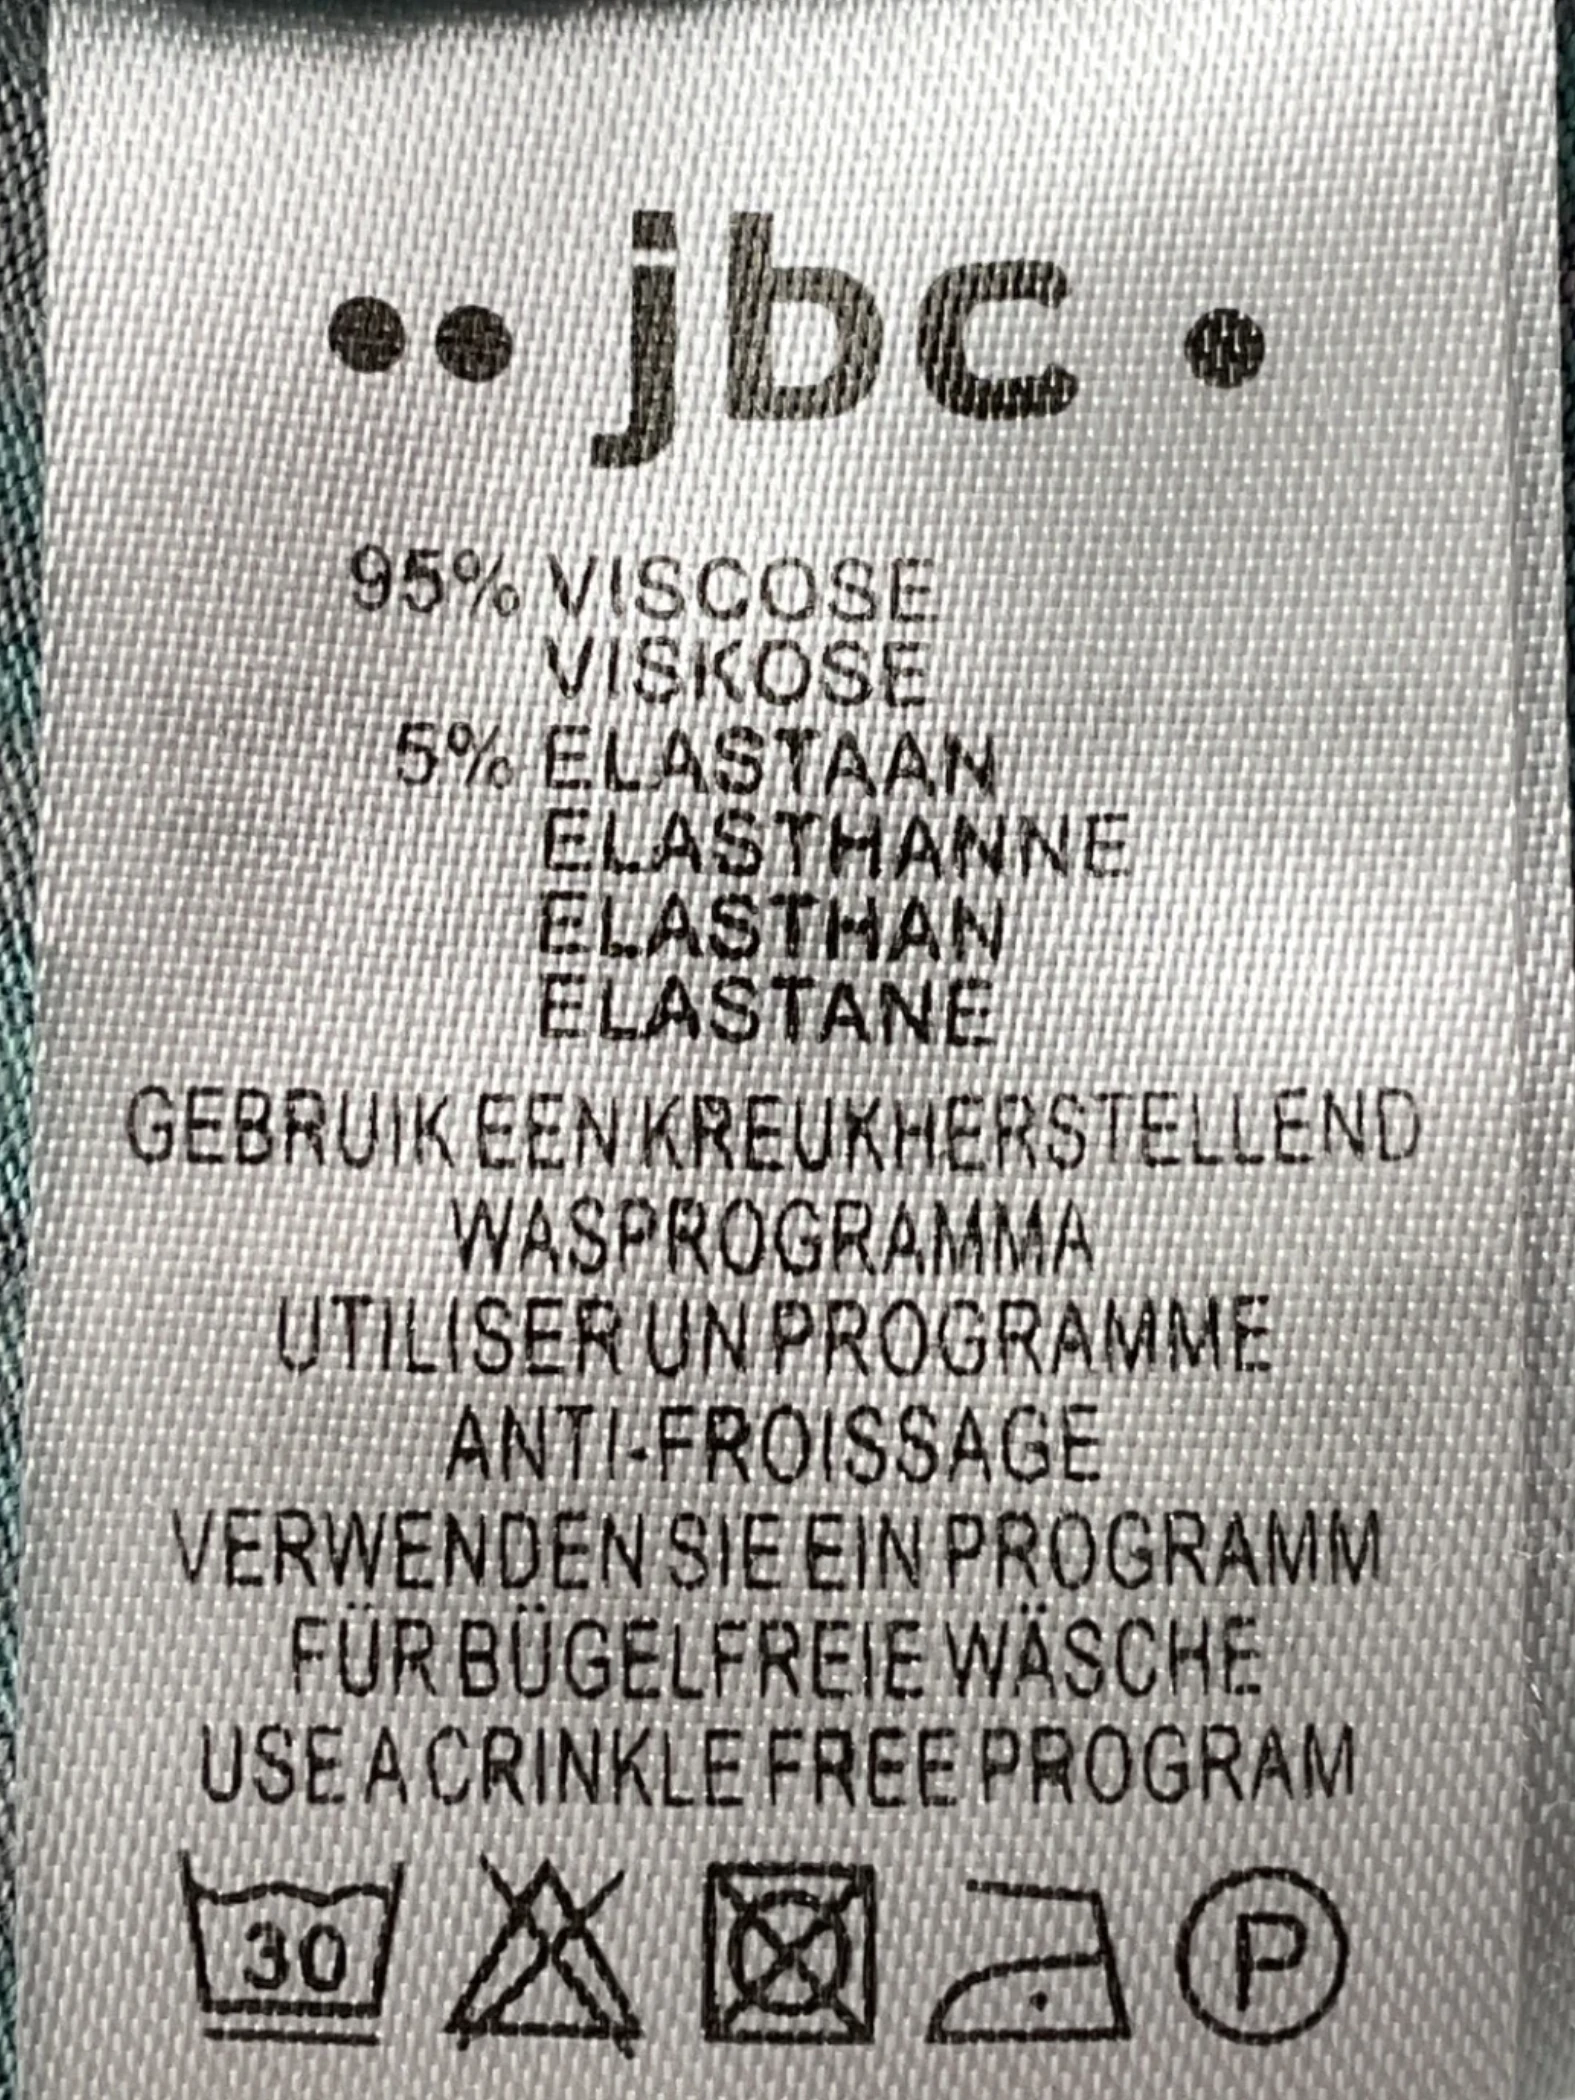 jbc
95% VISCOSE
VISKOSE
5% ELASTAAN
ELASTHANNE
ELASTHAN
ELASTANE
GEBRUIK EEN KREUKHERSTELLEND
WASPROGRAMMA
UTILISER UN PROGRAMME
ANTI-FROISSAGE
VERWENDEN SIE EIN PROGRAMM
FÜR BÜGELFREIE WÄSCHE
USE A CRINKLE FREE PROGRAM
30 P